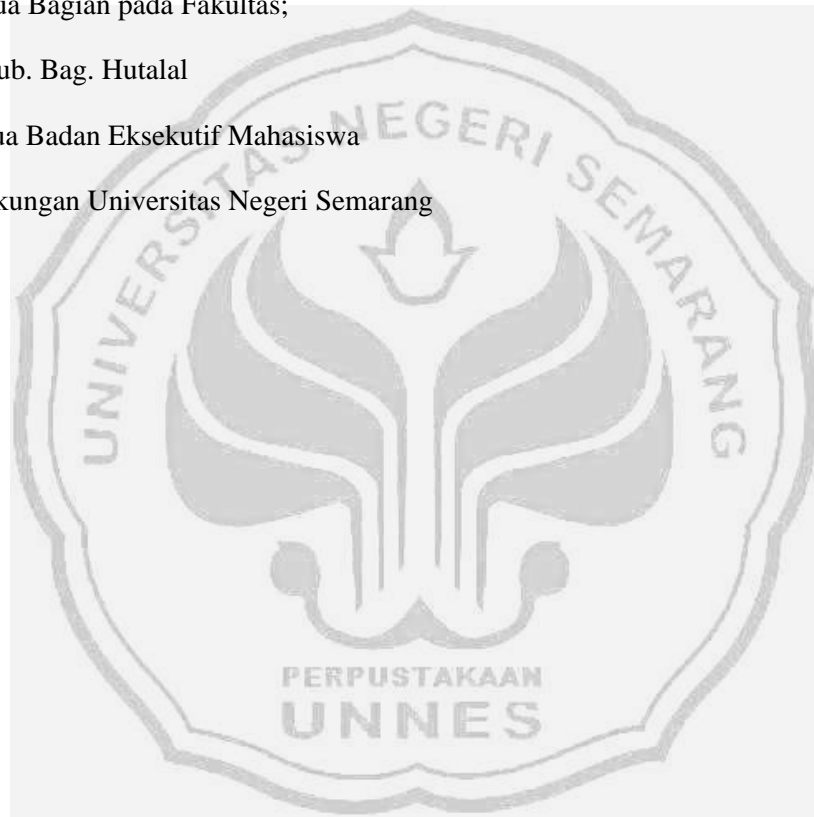 ua Bagian pada Fakultas;
ub. Bag. Hutalal
ua Badan Eksekutif Mahasiswa
kungan Universitas Negeri Semarang
UNIVERSITAS NEGERI SEMARANG
PERPUSTAKAAN
UNNES